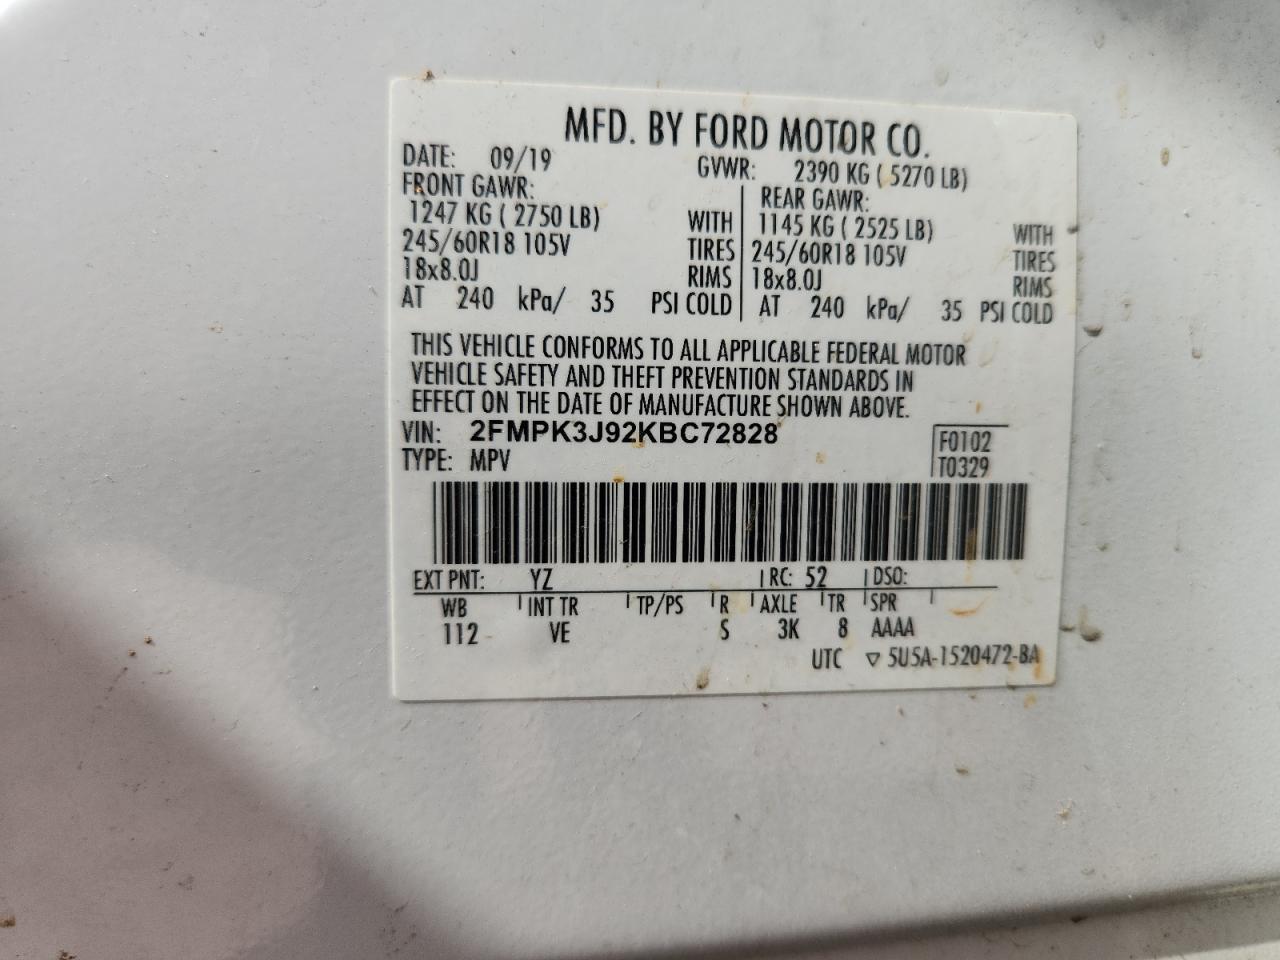 MFD. BY FORD MOTOR CO.
DATE: 09/19 GVWR: 2390 KG ( 5270 LB)
FRONT GAWR: REAR GAWR:
1247 KG ( 2750 LB) WITH 1145 KG ( 2525 LB) WITH
245/60R18 105V TIRES 245/60R18 105V TIRES
18x8.0J RIMS 18x8.0J RIMS
AT 240 kPa/ 35 PSI COLD AT 240 kPa/ 35 PSI COLD
THIS VEHICLE CONFORMS TO ALL APPLICABLE FEDERAL MOTOR
VEHICLE SAFETY AND THEFT PREVENTION STANDARDS IN
EFFECT ON THE DATE OF MANUFACTURE SHOWN ABOVE.
VIN: 2FMPK3J92KBC72828 F0102
TYPE: MPV T0329
EXT PNT: YZ RC: 52 DSO:
WB INT TR TP/PS R AXLE TR SPR
112 VE S 3K 8 AAAA
UTC ▽ 5U5A-1520472-BA